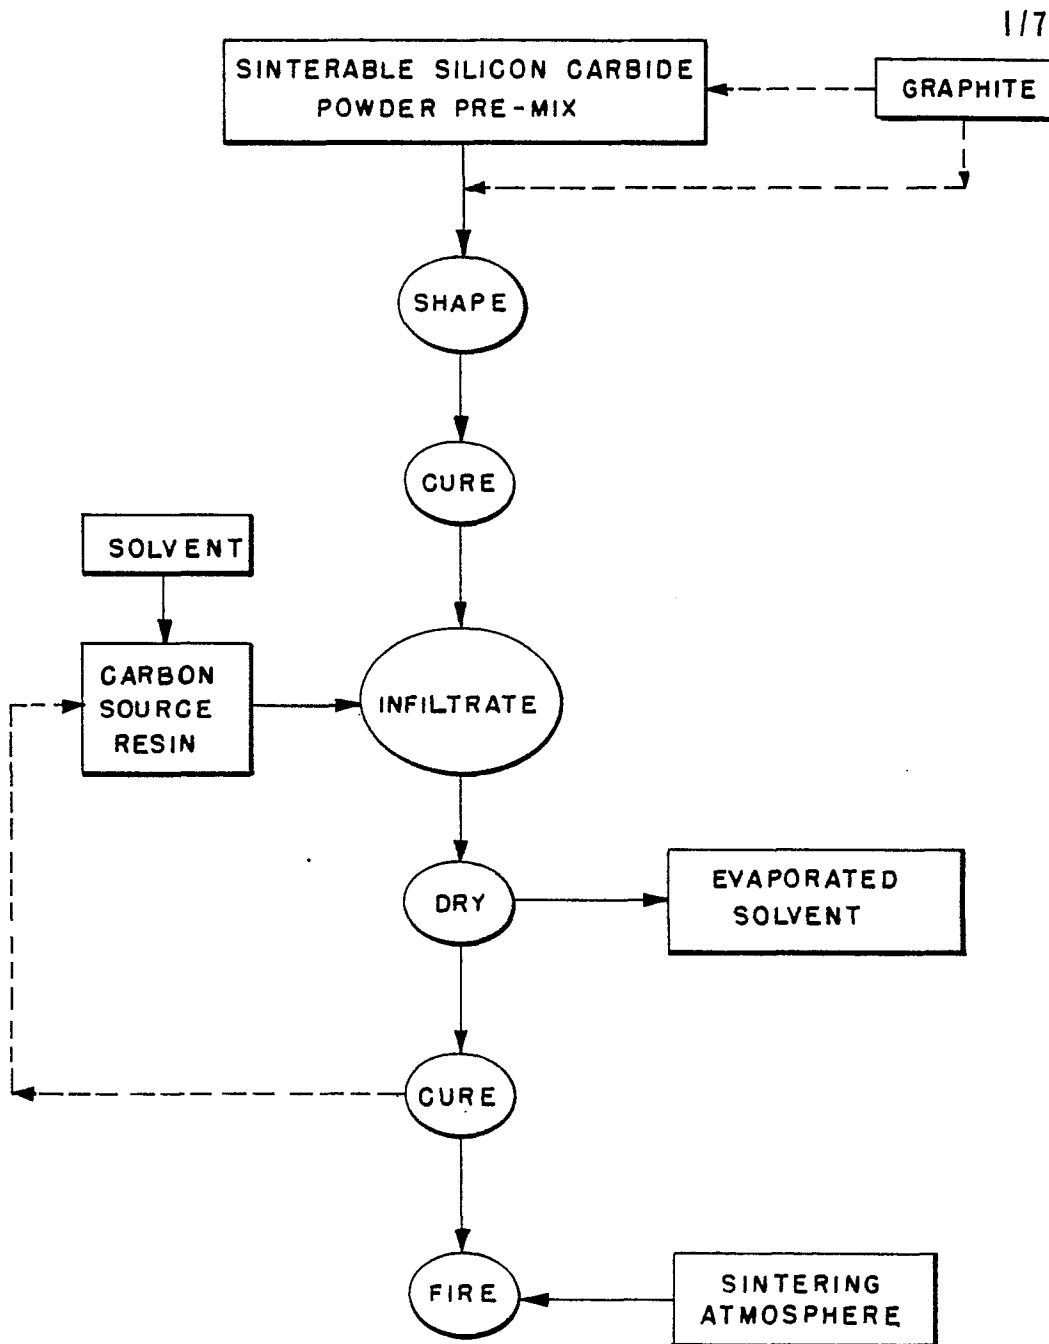 1/7
SINTERABLE SILICON CARBIDE
POWDER PRE-MIX
GRAPHITE
SHAPE
CURE
SOLVENT
CARBON
SOURCE
RESIN
INFILTRATE
DRY
EVAPORATED
SOLVENT
CURE
FIRE
SINTERING
ATMOSPHERE